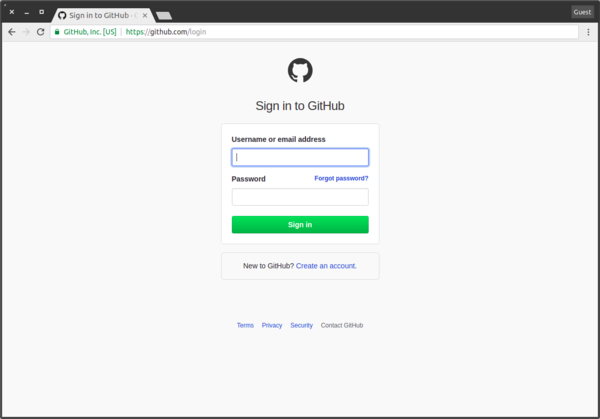 Sign in to GitHub · G
Guest
GitHub, Inc. [US] | https://github.com/login
Sign in to GitHub
Username or email address
Password Forgot password?
Sign in
New to GitHub? Create an account.
Terms Privacy Security Contact GitHub